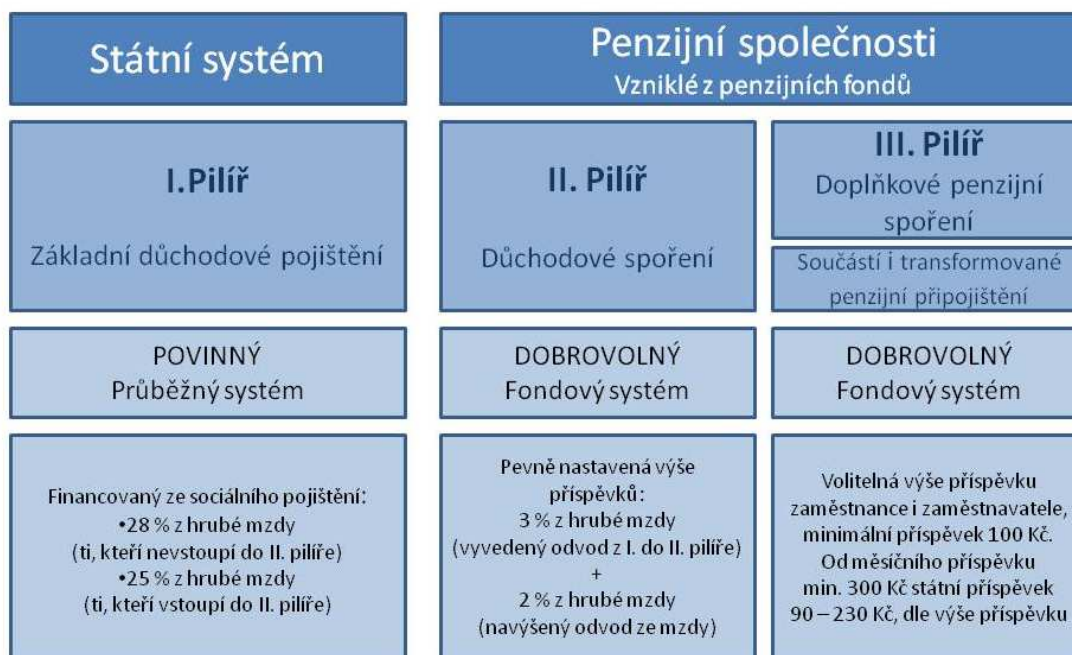 Státní systém
Penzijní společnosti
Vzniklé z penzijních fondů
I.Pilíř
Základní důchodové pojištění
II. Pilíř
Důchodové spoření
III. Pilíř
Doplňkové penzijní
spoření
Součástí i transformované
penzijní připojištění
POVINNÝ
Průběžný systém
DOBROVOLNÝ
Fondový systém
DOBROVOLNÝ
Fondový systém
Financovaný ze sociálního pojištění:
•28 % z hrubé mzdy
(ti, kteří nevstoupí do II. pilíře)
•25 % z hrubé mzdy
(ti, kteří vstoupí do II. pilíře)
Pevně nastavená výše
příspěvků:
3 % z hrubé mzdy
(vyvedený odvod z I. do II. pilíře)
+
2 % z hrubé mzdy
(navýšený odvod ze mzdy)
Volitelná výše příspěvku
zaměstnance i zaměstnavatele,
minimální příspěvek 100 Kč.
Od měsíčního příspěvku
min. 300 Kč státní příspěvek
90 – 230 Kč, dle výše příspěvku